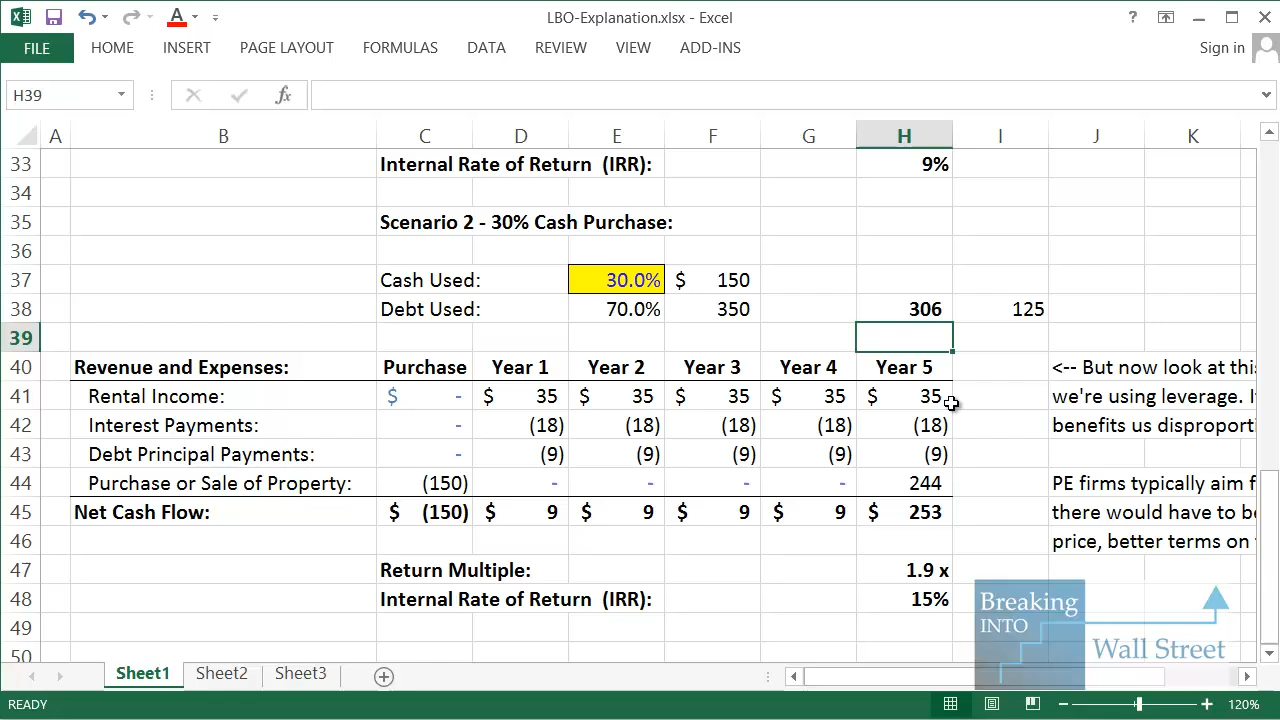 LBO-Explanation.xlsx - Excel
FILE HOME INSERT PAGE LAYOUT FORMULAS DATA REVIEW VIEW ADD-INS Sign in
H39 fx
A B C D E F G H I J K
33 Internal Rate of Return (IRR): 9%
34
35 Scenario 2 - 30% Cash Purchase:
36
37 Cash Used: 30.0% $ 150
38 Debt Used: 70.0% 350 306 125
39
40 Revenue and Expenses: Purchase Year 1 Year 2 Year 3 Year 4 Year 5 <-- But now look at this
41 Rental Income: $ - $ 35 $ 35 $ 35 $ 35 $ 35 we're using leverage. I
42 Interest Payments: - (18) (18) (18) (18) (18) benefits us disproporti
43 Debt Principal Payments: - (9) (9) (9) (9) (9)
44 Purchase or Sale of Property: (150) - - - - 244 PE firms typically aim f
45 Net Cash Flow: $ (150) $ 9 $ 9 $ 9 $ 9 $ 253 there would have to be
46 price, better terms on
47 Return Multiple: 1.9 x
48 Internal Rate of Return (IRR): 15%
49
50
Breaking
INTO
Wall Street
Sheet1 Sheet2 Sheet3
READY 120%